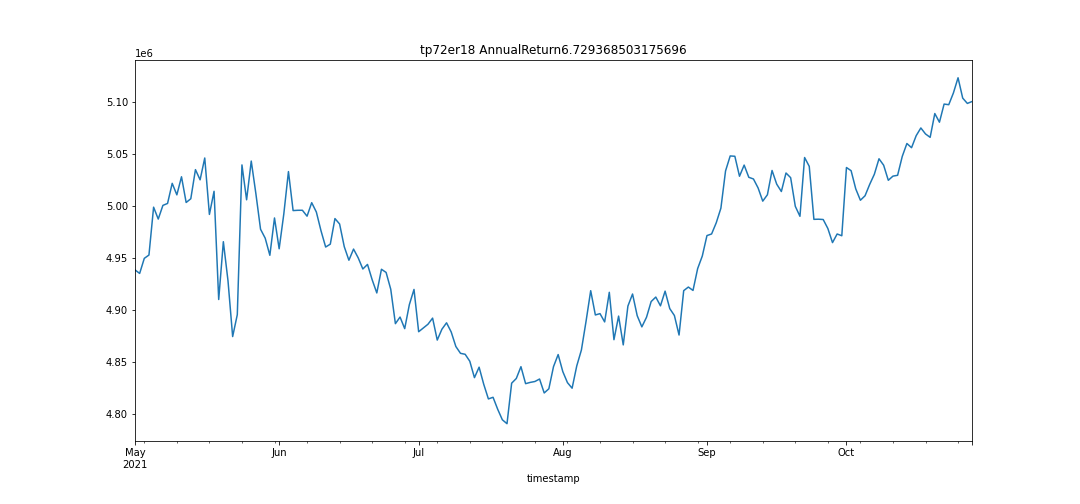 tp72er18 AnnualReturn6.729368503175696
1e6
5.10
5.05
5.00
4.95
4.90
4.85
4.80
May Jun Jul Aug Sep Oct
2021
timestamp